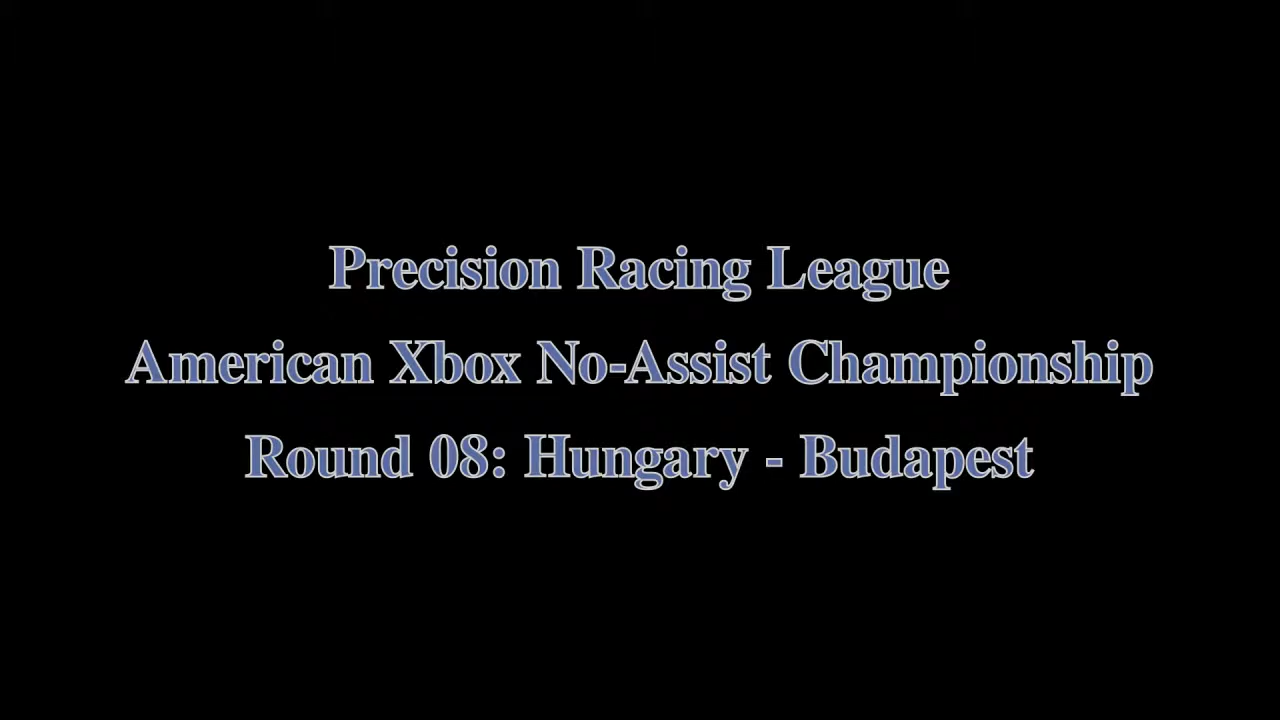 Precision Racing League
American Xbox No-Assist Championship
Round 08: Hungary - Budapest